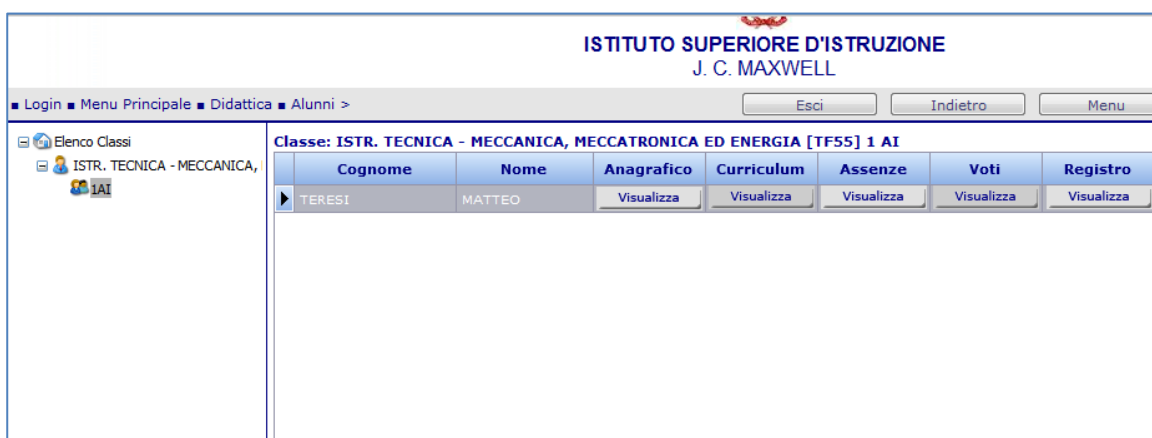 ISTITUTO SUPERIORE D'ISTRUZIONE
J. C. MAXWELL
Login Menu Principale Didattica Alunni >
Esci Indietro Menu
Elenco Classi
ISTR. TECNICA - MECCANICA,
1AI
Classe: ISTR. TECNICA - MECCANICA, MECCATRONICA ED ENERGIA [TF55] 1 AI
Cognome Nome Anagrafico Curriculum Assenze Voti Registro
TERESI MATTEO Visualizza Visualizza Visualizza Visualizza Visualizza